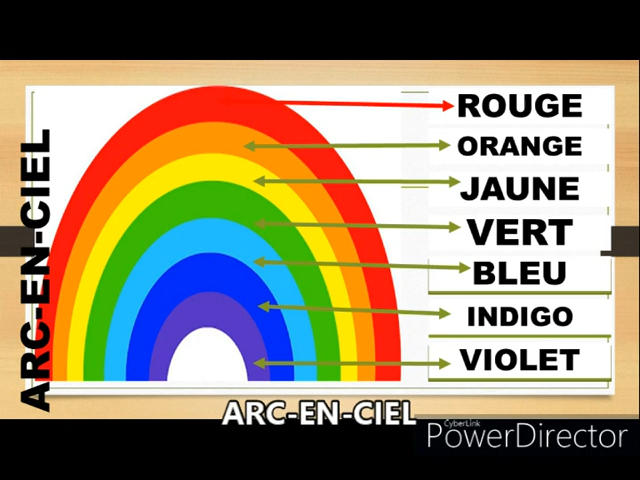 ARC-EN-CIEL
ROUGE
ORANGE
JAUNE
VERT
BLEU
INDIGO
VIOLET
ARC-EN-CIEL
CyberLink
PowerDirector